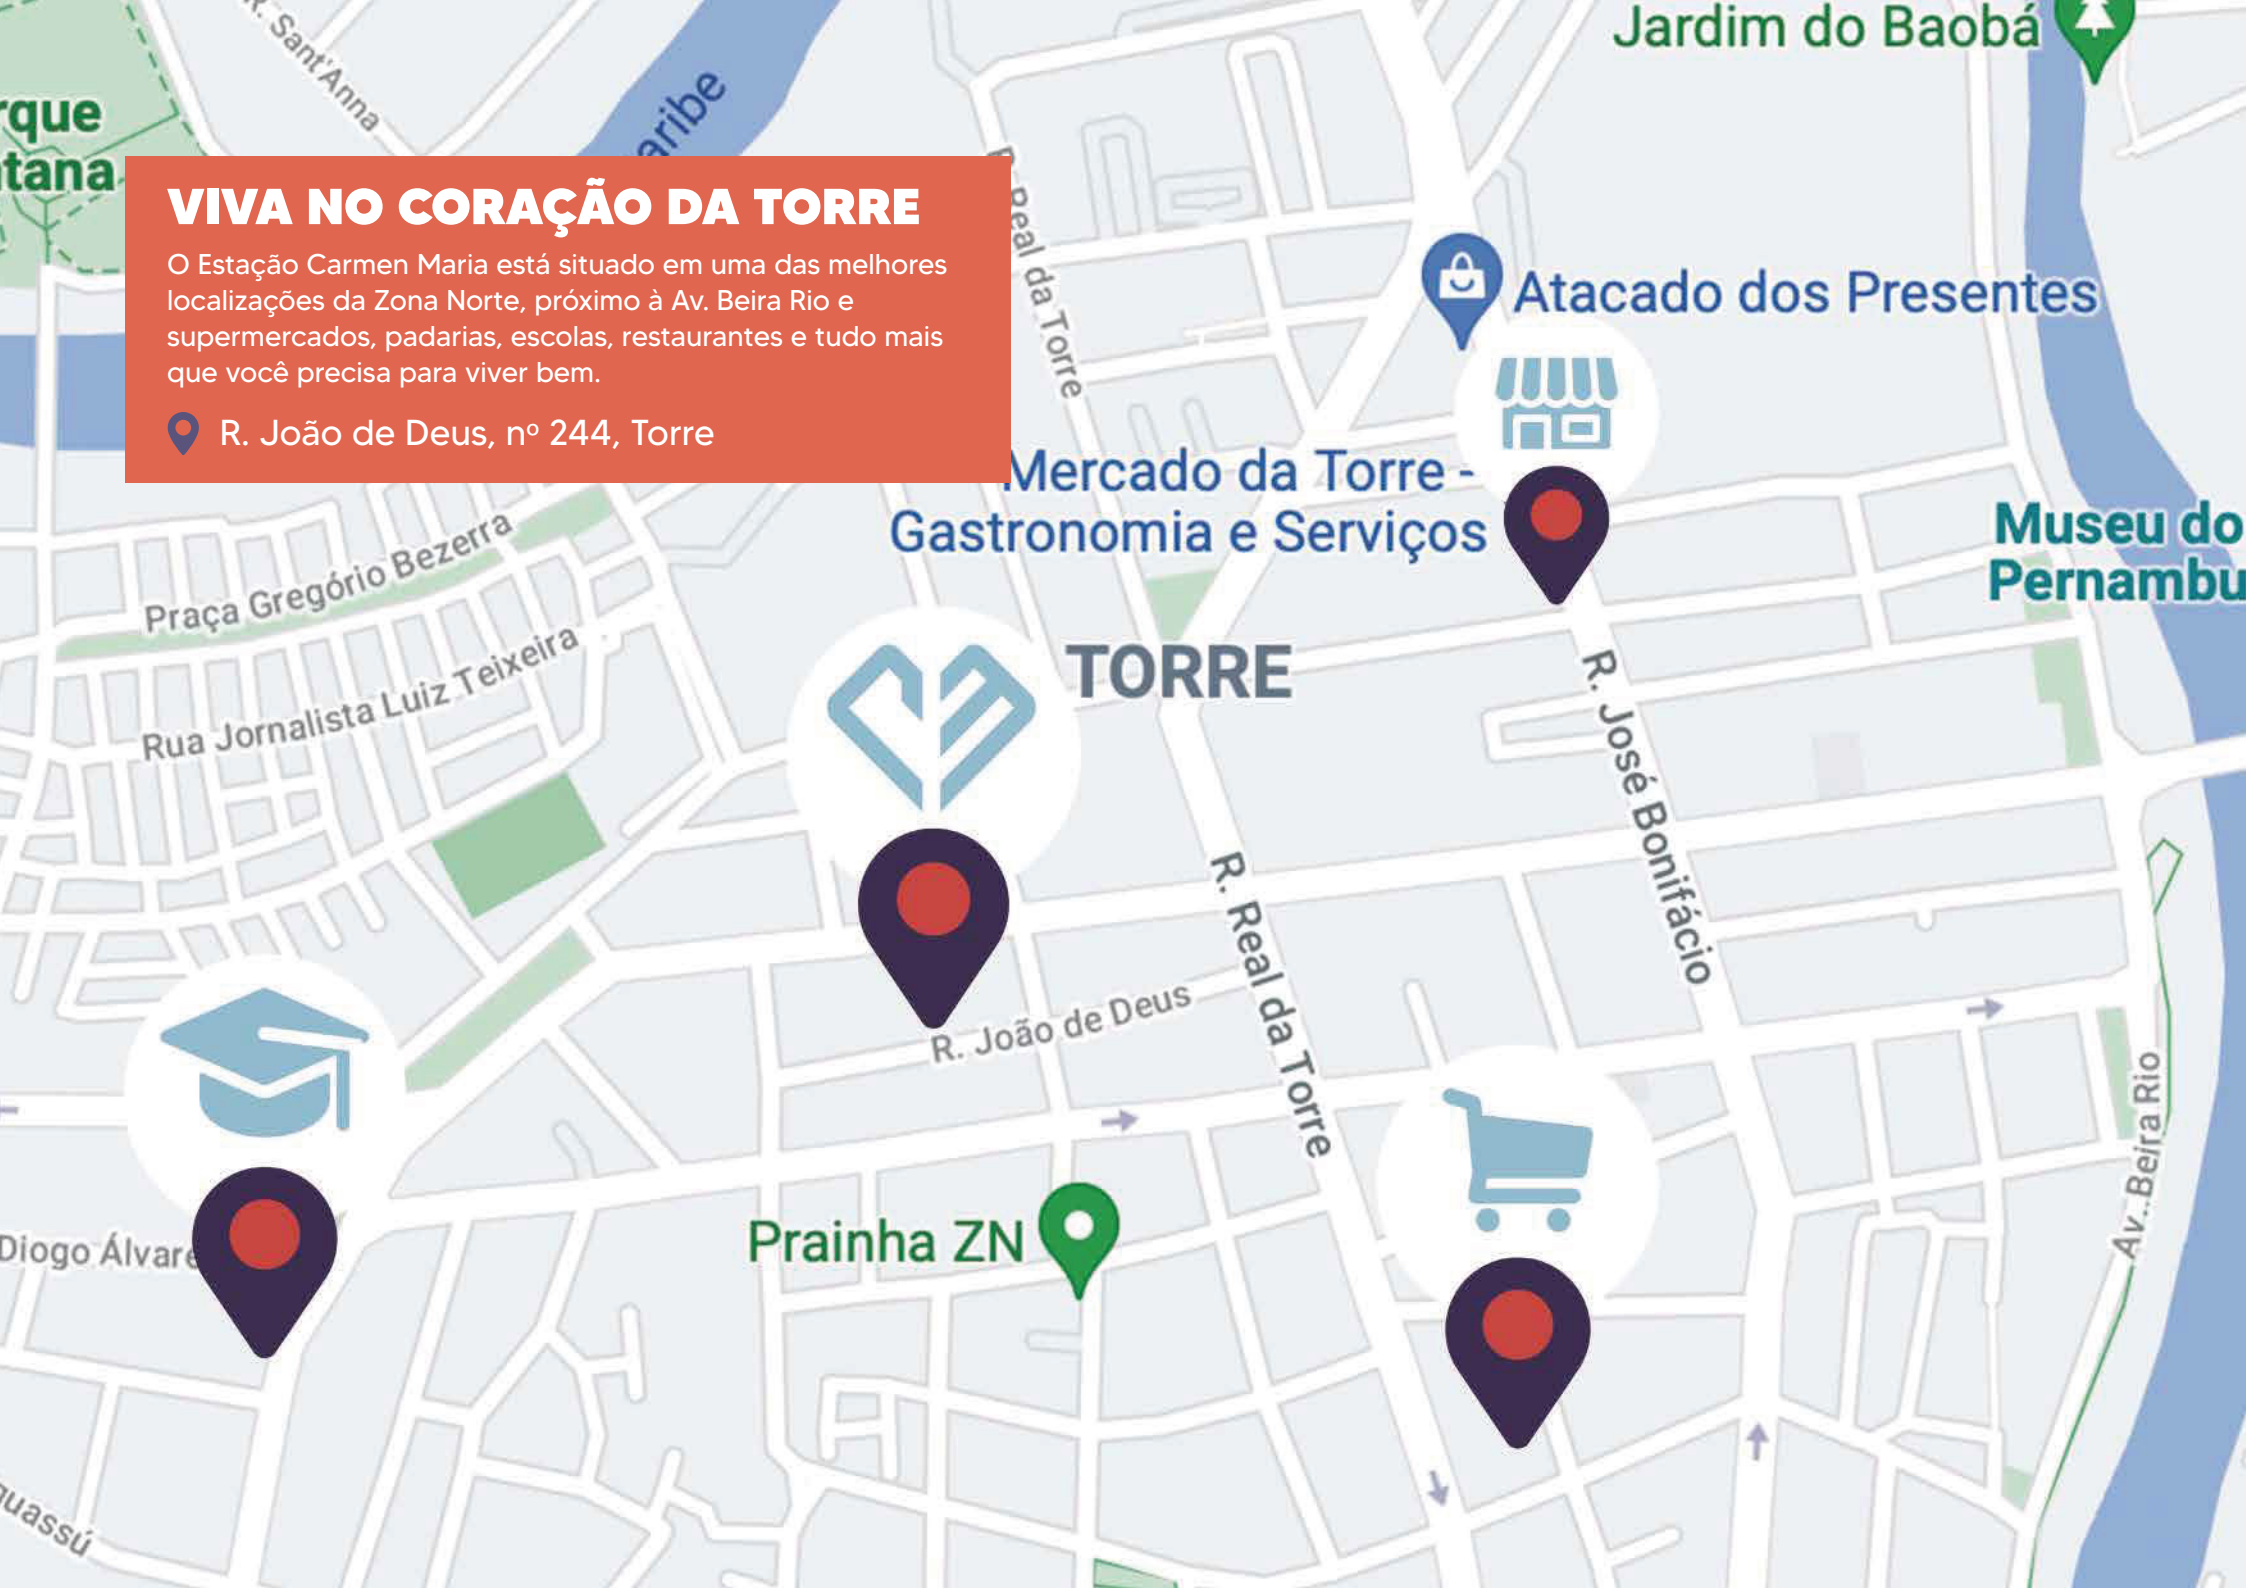 R. Sant'Anna
Jardim do Baobá
rque
tana
aribe
VIVA NO CORAÇÃO DA TORRE
O Estação Carmen Maria está situado em uma das melhores
localizações da Zona Norte, próximo à Av. Beira Rio e
supermercados, padarias, escolas, restaurantes e tudo mais
que você precisa para viver bem.
R. João de Deus, nº 244, Torre
R. Real da Torre
Atacado dos Presentes
Mercado da Torre -
Gastronomia e Serviços
Museu do
Pernambu
Praça Gregório Bezerra
Rua Jornalista Luiz Teixeira
TORRE
R. José Bonifácio
R. Real da Torre
R. João de Deus
Av. Beira Rio
Prainha ZN
Diogo Álvare
uassú